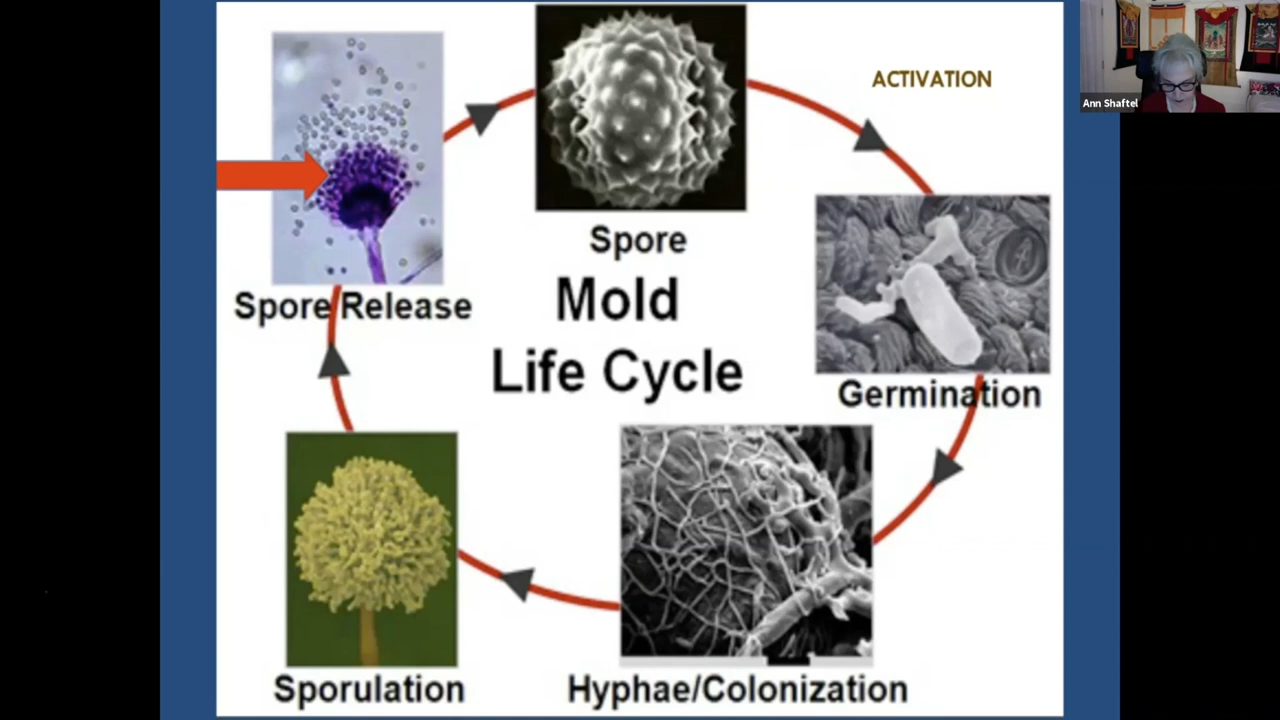 ACTIVATION
Ann Shaftel
Spore
Spore Release
Mold
Life Cycle
Germination
Sporulation
Hyphae/Colonization